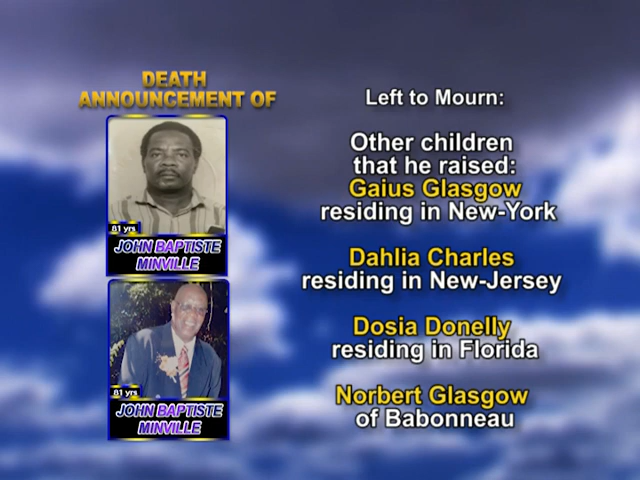 DEATH
ANNOUNCEMENT OF
81 yrs
JOHN BAPTISTE
MINVILLE
81 yrs
JOHN BAPTISTE
MINVILLE
Left to Mourn:
Other children
that he raised:
Gaius Glasgow
residing in New-York
Dahlia Charles
residing in New-Jersey
Dosia Donelly
residing in Florida
Norbert Glasgow
of Babonneau